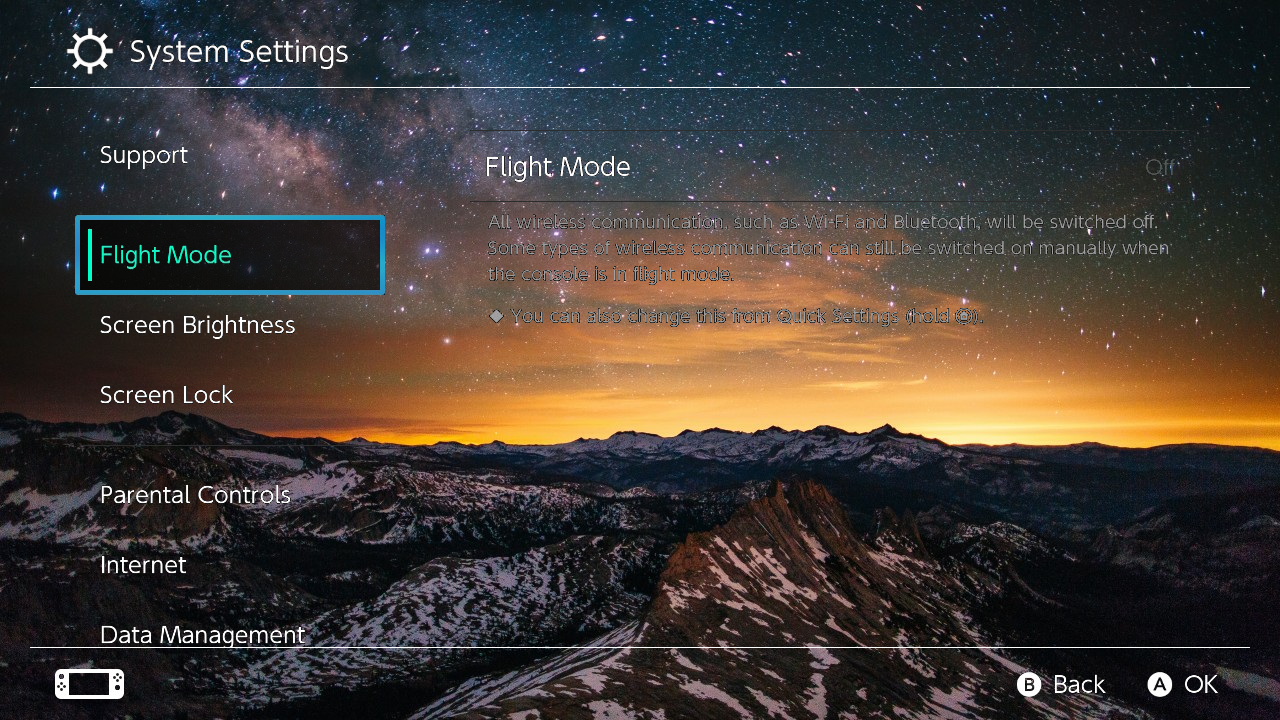 System Settings
Support
Flight Mode
Screen Brightness
Screen Lock
Parental Controls
Internet
Data Management
Flight Mode Off
All wireless communication, such as Wi-Fi and Bluetooth, will be switched off.
Some types of wireless communication can still be switched on manually when
the console is in flight mode.
◆ You can also change this from Quick Settings (hold ).
B Back A OK